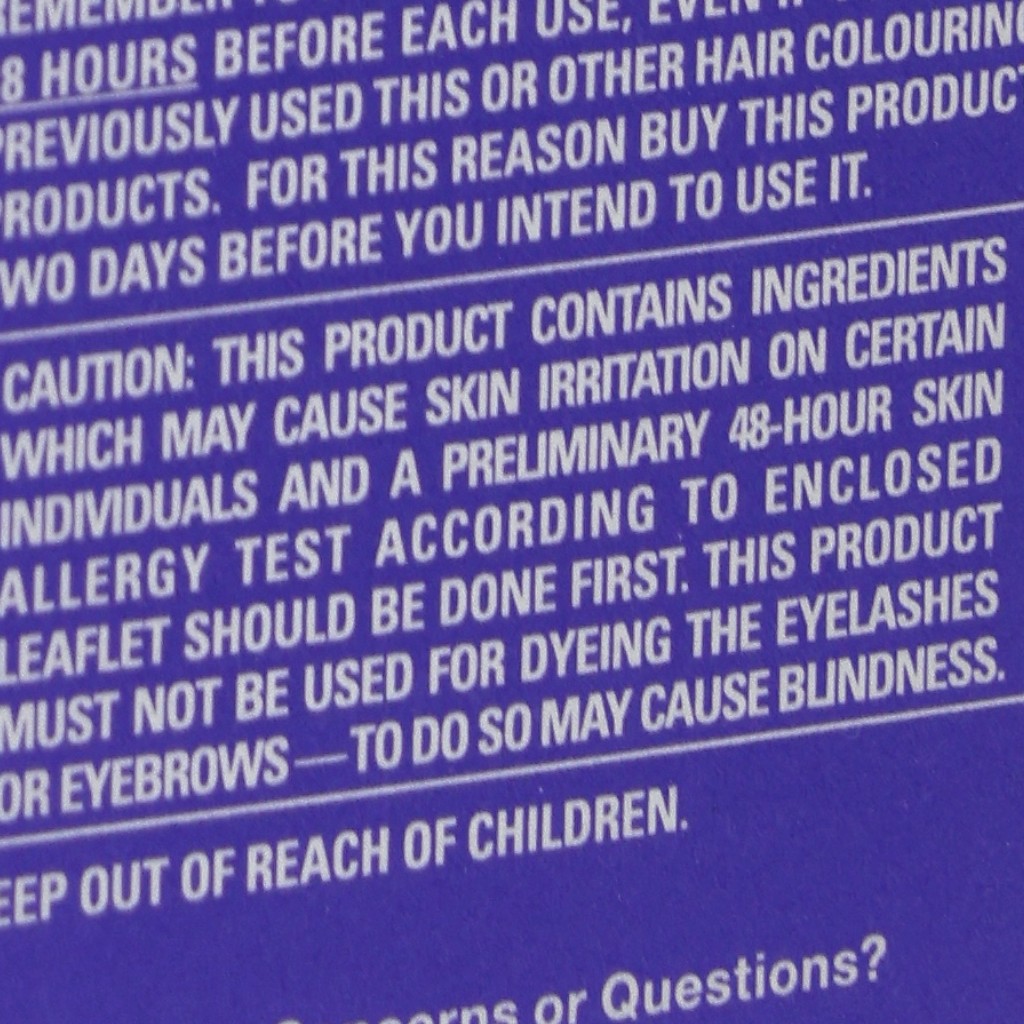 8 HOURS BEFORE EACH USE, EVEN
PREVIOUSLY USED THIS OR OTHER HAIR COLOURING
PRODUCTS. FOR THIS REASON BUY THIS PRODUCT
WO DAYS BEFORE YOU INTEND TO USE IT.
CAUTION: THIS PRODUCT CONTAINS INGREDIENTS
WHICH MAY CAUSE SKIN IRRITATION ON CERTAIN
INDIVIDUALS AND A PRELIMINARY 48-HOUR SKIN
ALLERGY TEST ACCORDING TO ENCLOSED
LEAFLET SHOULD BE DONE FIRST. THIS PRODUCT
MUST NOT BE USED FOR DYEING THE EYELASHES
OR EYEBROWS—TO DO SO MAY CAUSE BLINDNESS.
EEP OUT OF REACH OF CHILDREN.
or Questions?